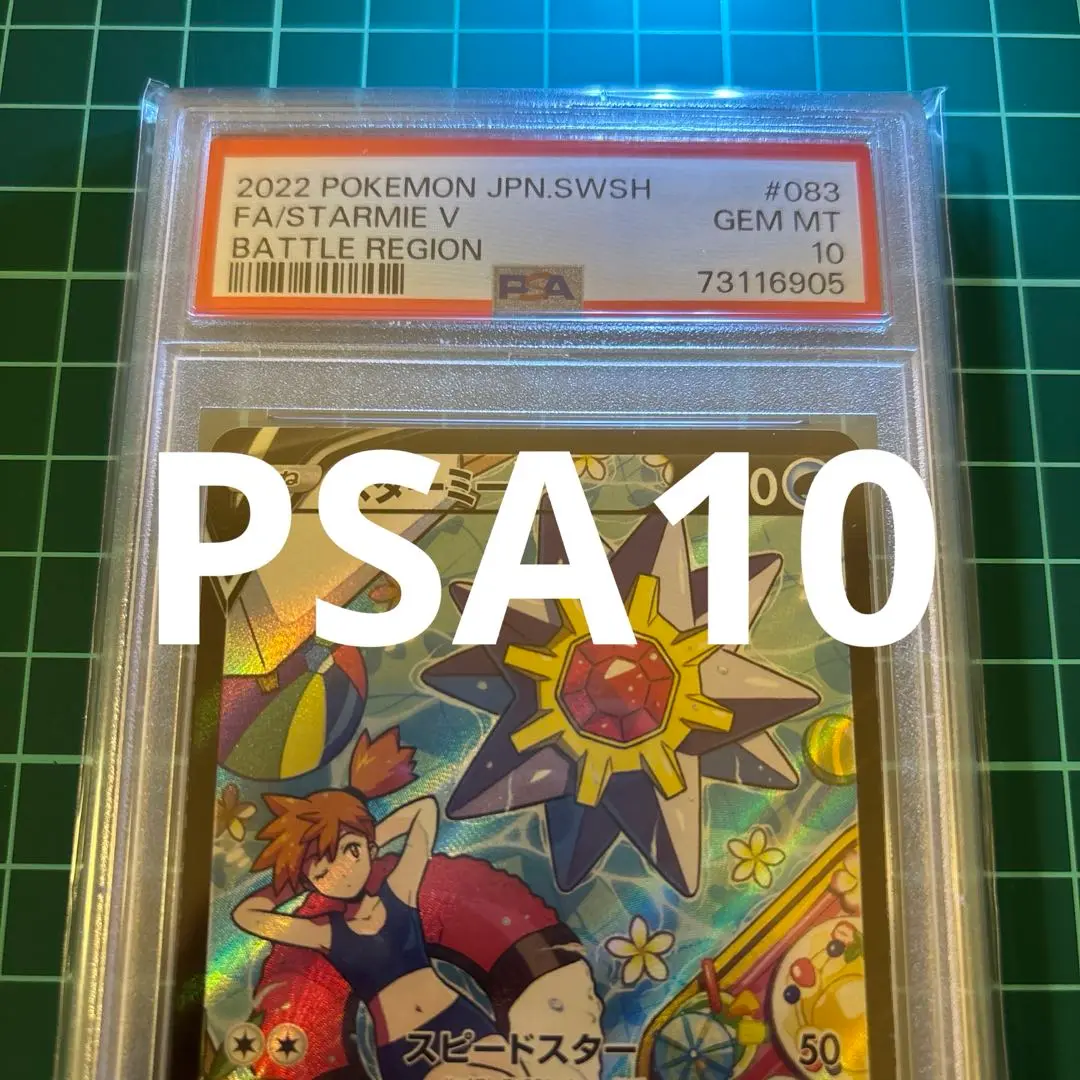 2022 POKEMON JPN.SWSH #083
FA/STARMIE V GEM MT
BATTLE REGION 10
73116905
PSA
PSA10
スピードスター 50